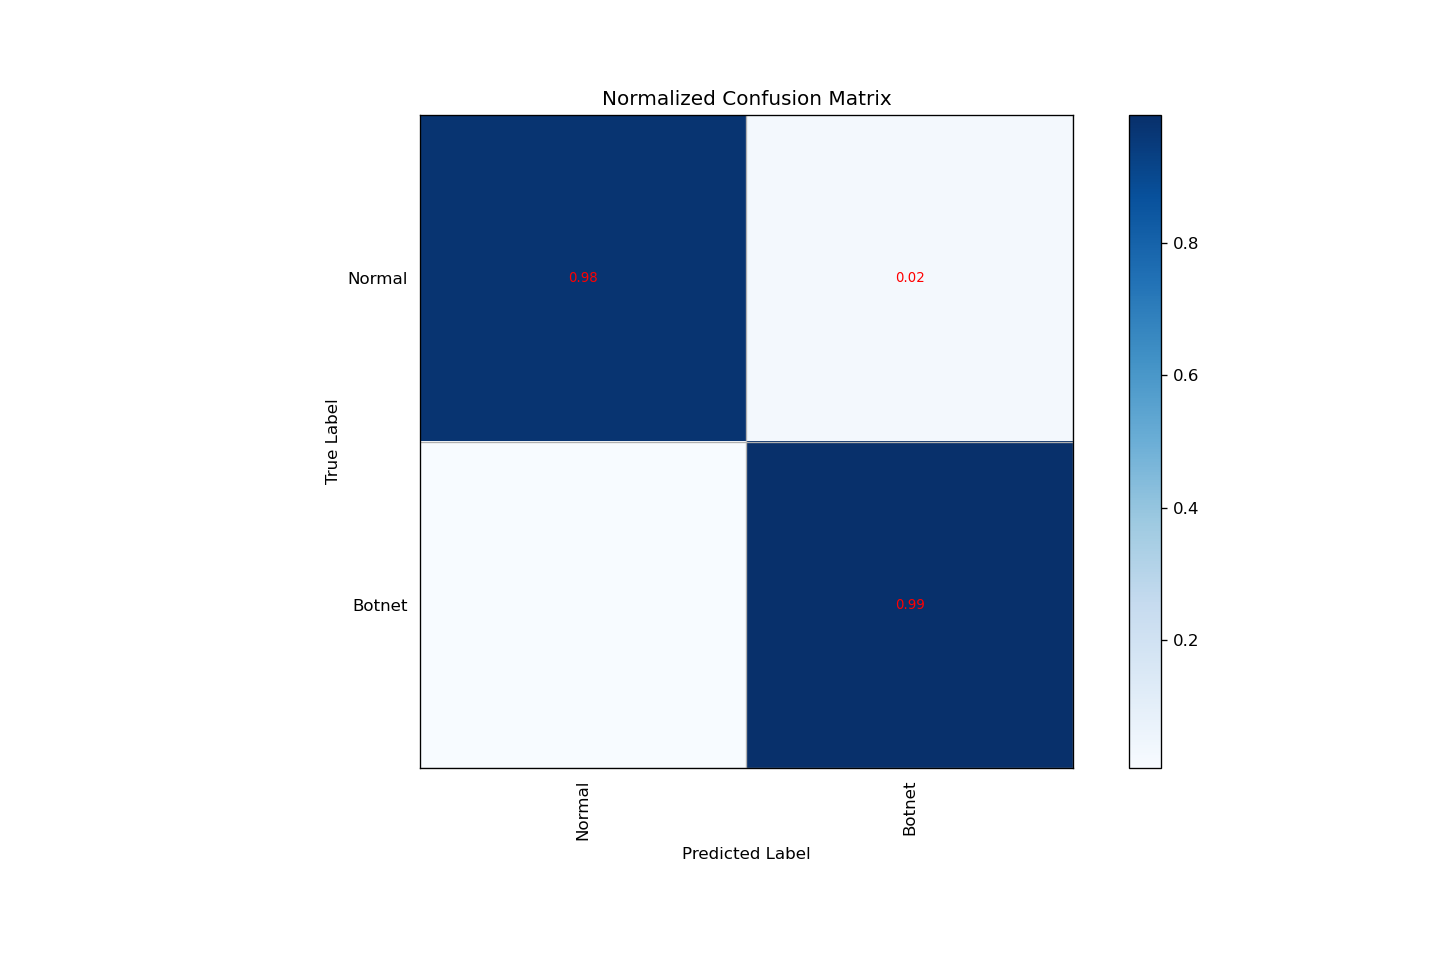 Normalized Confusion Matrix
Normal
0.98
0.02
Botnet
0.99
True Label
Normal
Botnet
Predicted Label
0.8
0.6
0.4
0.2